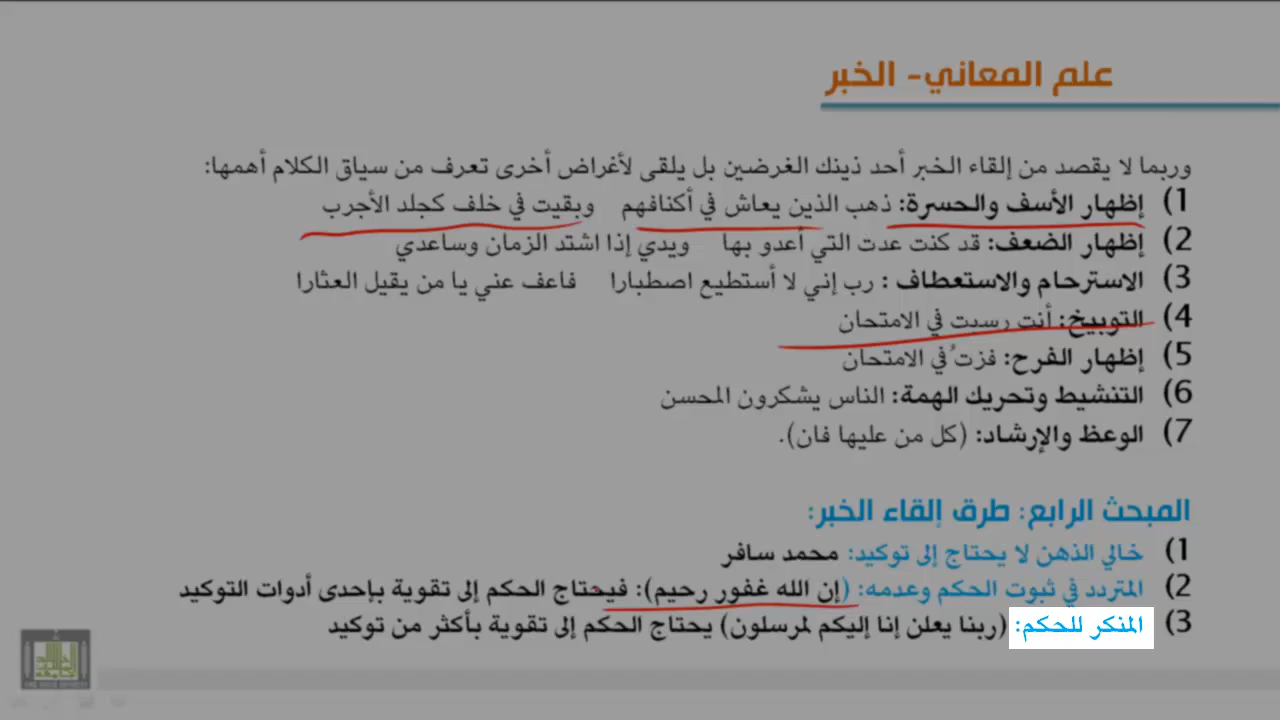 علم المعاني- الخبر
وربما لا يقصد من إلقاء الخبر أحد ذينك الغرضين بل يلقى لأغراض أخرى تعرف من سياق الكلام أهمها:
1) إظهار الأسف والحسرة: ذهب الذين يعاش في أكنافهم وبقيت في خلف كجلد الأجرب
2) إظهار الضعف: قد كنت عدت التي أعدو بها ويدي إذا اشتد الزمان وساعدي
3) الاسترحام والاستعطاف : رب إني لا أستطيع اصطبارا فاعف عني يا من يقيل العثارا
4) التوبيخ: أنت رسبت في الامتحان
5) إظهار الفرح: فزتُ في الامتحان
6) التنشيط وتحريك الهمة: الناس يشكرون المحسن
7) الوعظ والإرشاد: (كل من عليها فان).
المبحث الرابع: طرق إلقاء الخبر:
1) خالي الذهن لا يحتاج إلى توكيد: محمد سافر
2) المتردد في ثبوت الحكم وعدمه: (إن الله غفور رحيم): فيحتاج الحكم إلى تقوية بإحدى أدوات التوكيد
3) المنكر للحكم: (ربنا يعلن إنا إليكم لمرسلون) يحتاج الحكم إلى تقوية بأكثر من توكيد